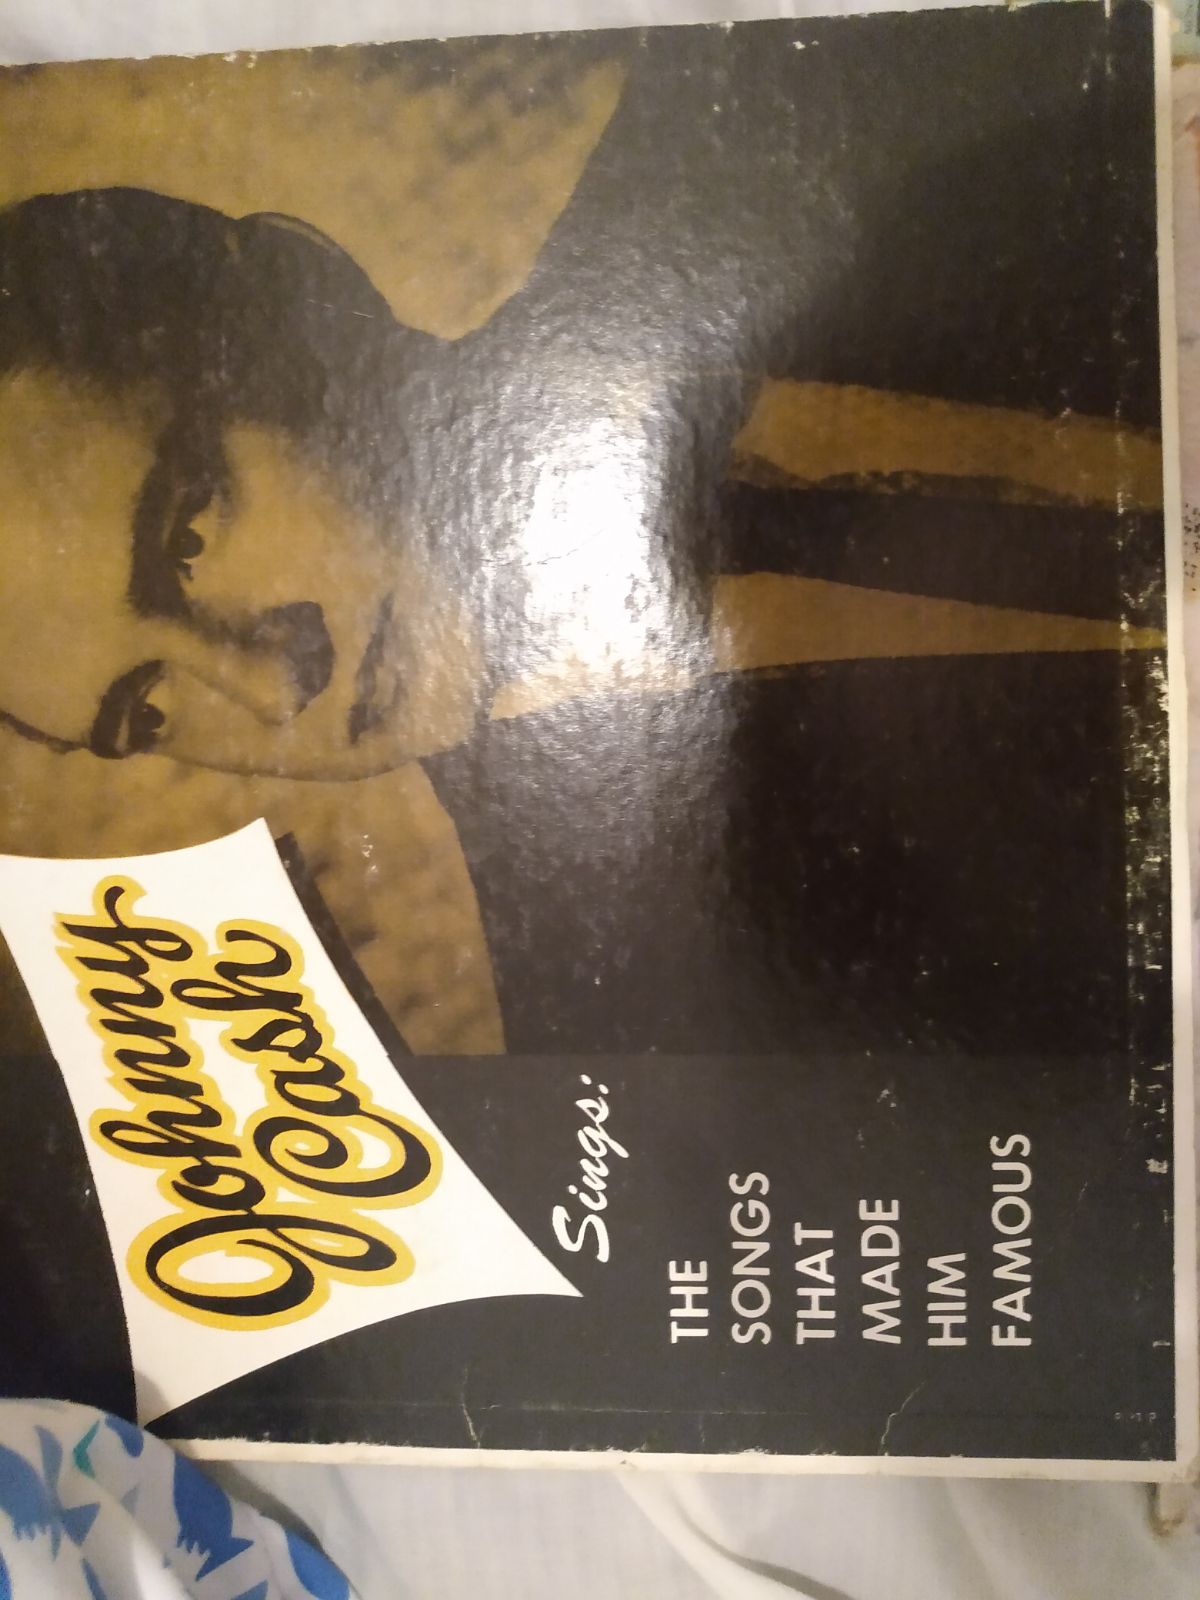 Johnny
Cash
Sings:
THE
SONGS
THAT
MADE
HIM
FAMOUS